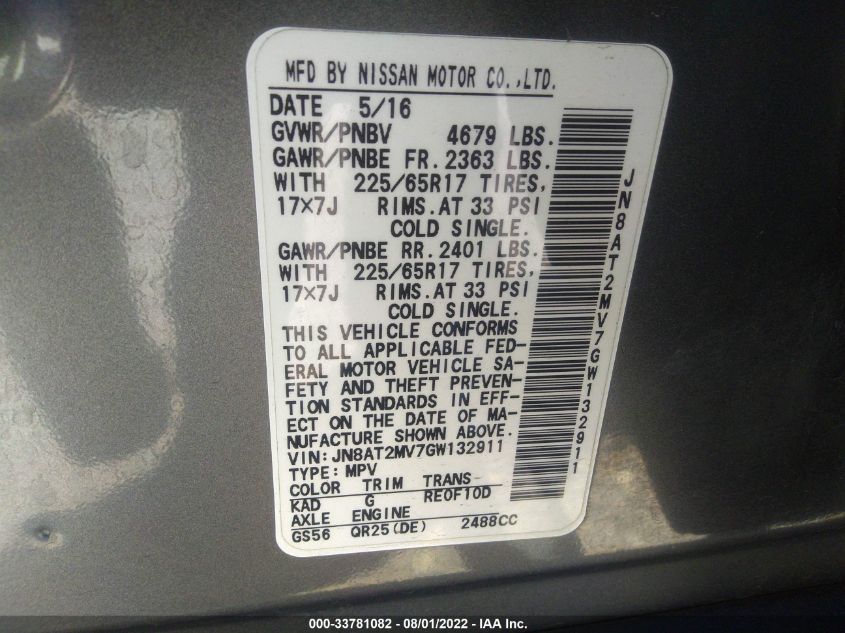 MFD BY NISSAN MOTOR CO.,LTD.
DATE 5/16
GVWR/PNBV 4679 LBS.
GAWR/PNBE FR. 2363 LBS.
WITH 225/65R17 TIRES,
17×7J RIMS. AT 33 PSI
COLD SINGLE.
GAWR/PNBE RR. 2401 LBS.
WITH 225/65R17 TIRES,
17×7J RIMS. AT 33 PSI
COLD SINGLE.
THIS VEHICLE CONFORMS
TO ALL APPLICABLE FED-
ERAL MOTOR VEHICLE SA-
FETY AND THEFT PREVEN-
TION STANDARDS IN EFF-
ECT ON THE DATE OF MA-
NUFACTURE SHOWN ABOVE.
VIN: JN8AT2MV7GW132911
TYPE: MPV
COLOR TRIM TRANS
KAD G REOF10D
AXLE ENGINE
GS56 QR25(DE) 2488CC
JN8AT2MV7GW132911
000-33781082 - 08/01/2022 - IAA Inc.